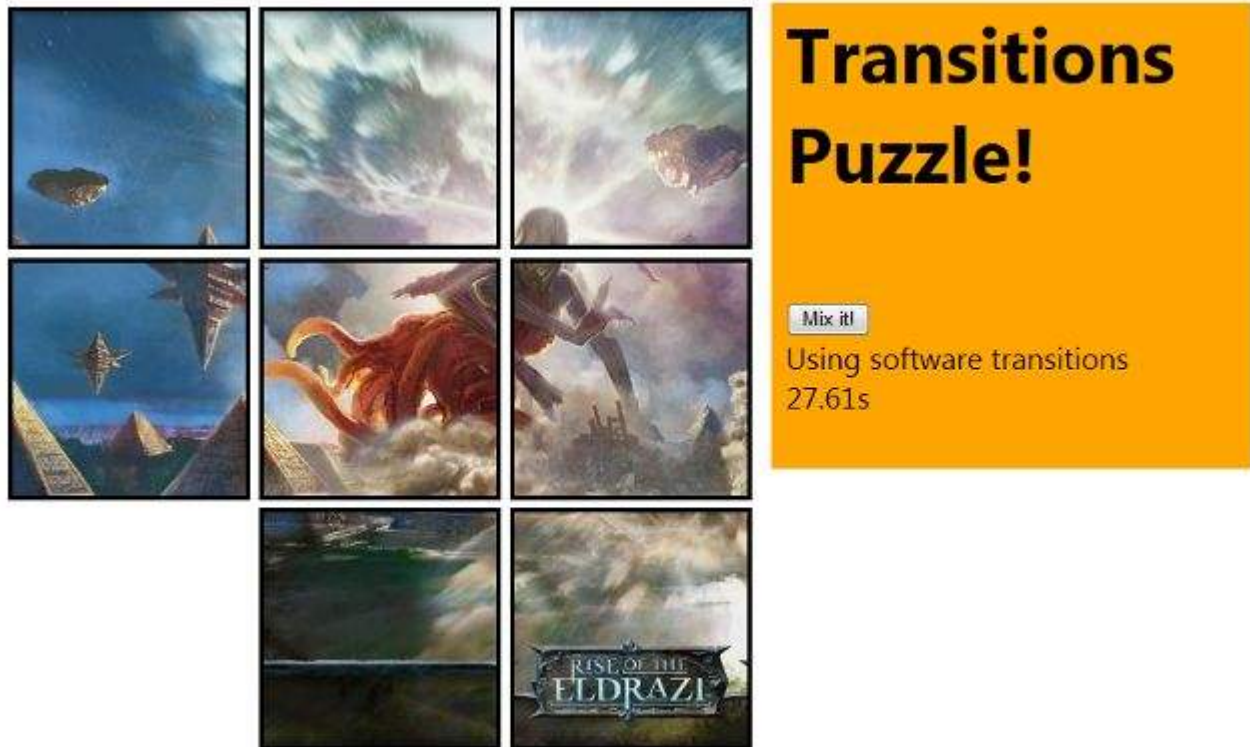 Transitions
Puzzle!
Mix it!
Using software transitions
27.61s
RISE OF THE
ELDRAZI